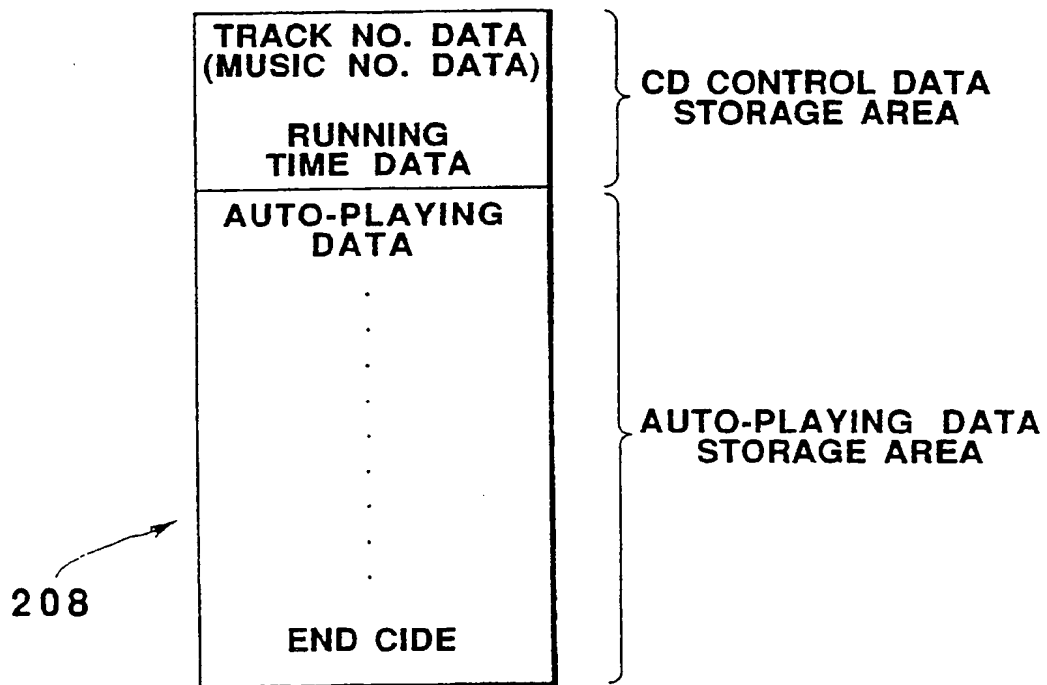 TRACK NO. DATA
(MUSIC NO. DATA)
RUNNING
TIME DATA
CD CONTROL DATA
STORAGE AREA
AUTO-PLAYING
DATA
AUTO-PLAYING DATA
STORAGE AREA
208
END CIDE